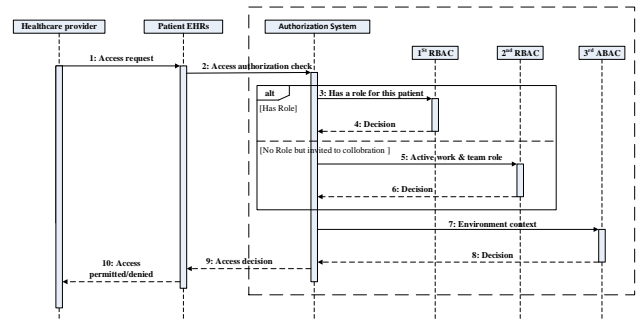 Healthcare provider
Patient EHRs
Authorization System
1St RBAC
2nd RBAC
3rd ABAC
1: Access request
2: Access authorization check
alt
3: Has a role for this patient
[Has Role]
4: Decision
[No Role but invited to collobration ]
5: Active work & team role
6: Decision
7: Environment context
8: Decision
9: Access decision
10: Access
permitted/denied